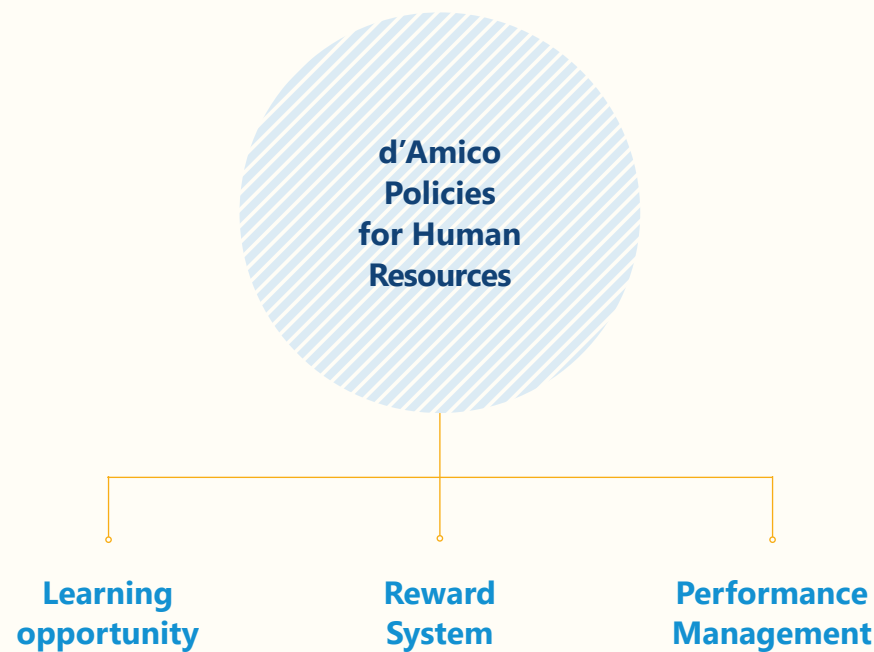 d’Amico
Policies
for Human
Resources
Learning
opportunity
Reward
System
Performance
Management